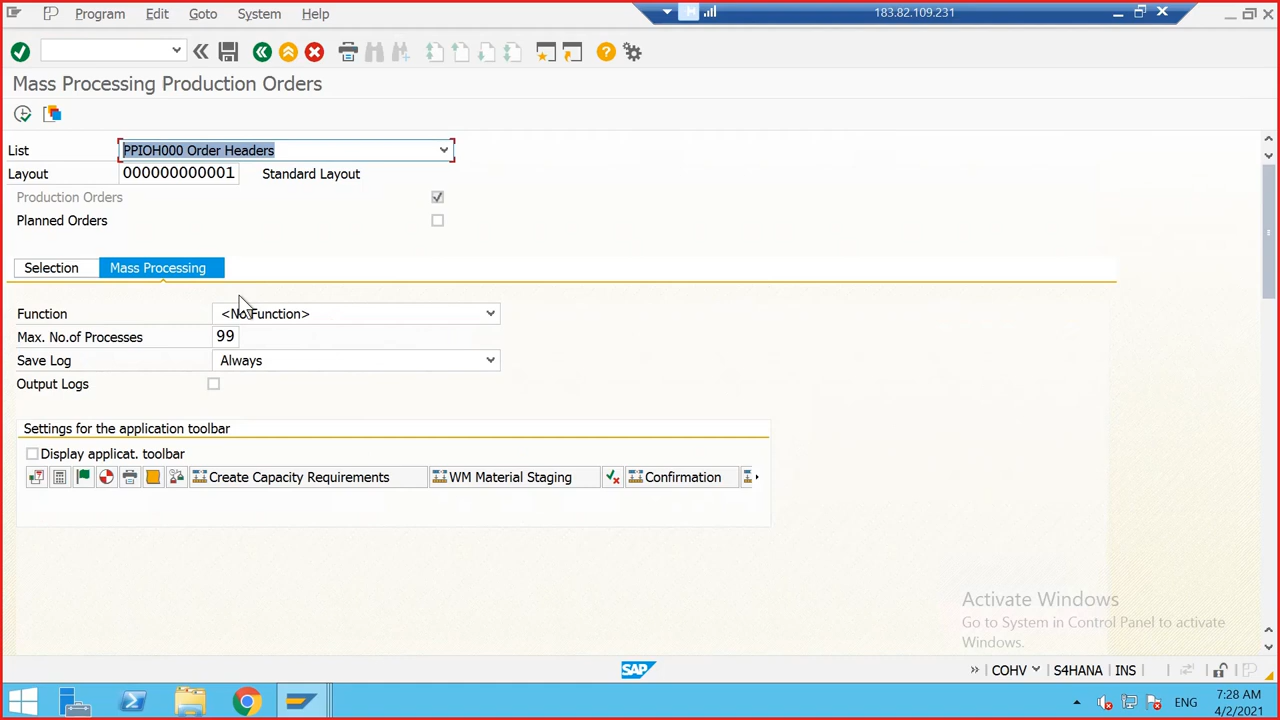 Program Edit Goto System Help
183.82.109.231
Mass Processing Production Orders
List PPIOH000 Order Headers
Layout 000000000001 Standard Layout
Production Orders
Planned Orders
Selection Mass Processing
Function <No Function>
Max. No.of Processes 99
Save Log Always
Output Logs
Settings for the application toolbar
Display applicat. toolbar
Create Capacity Requirements WM Material Staging Confirmation
Activate Windows
Go to System in Control Panel to activate
Windows.
SAP
COHV S4HANA INS
ENG
7:28 AM
4/2/2021